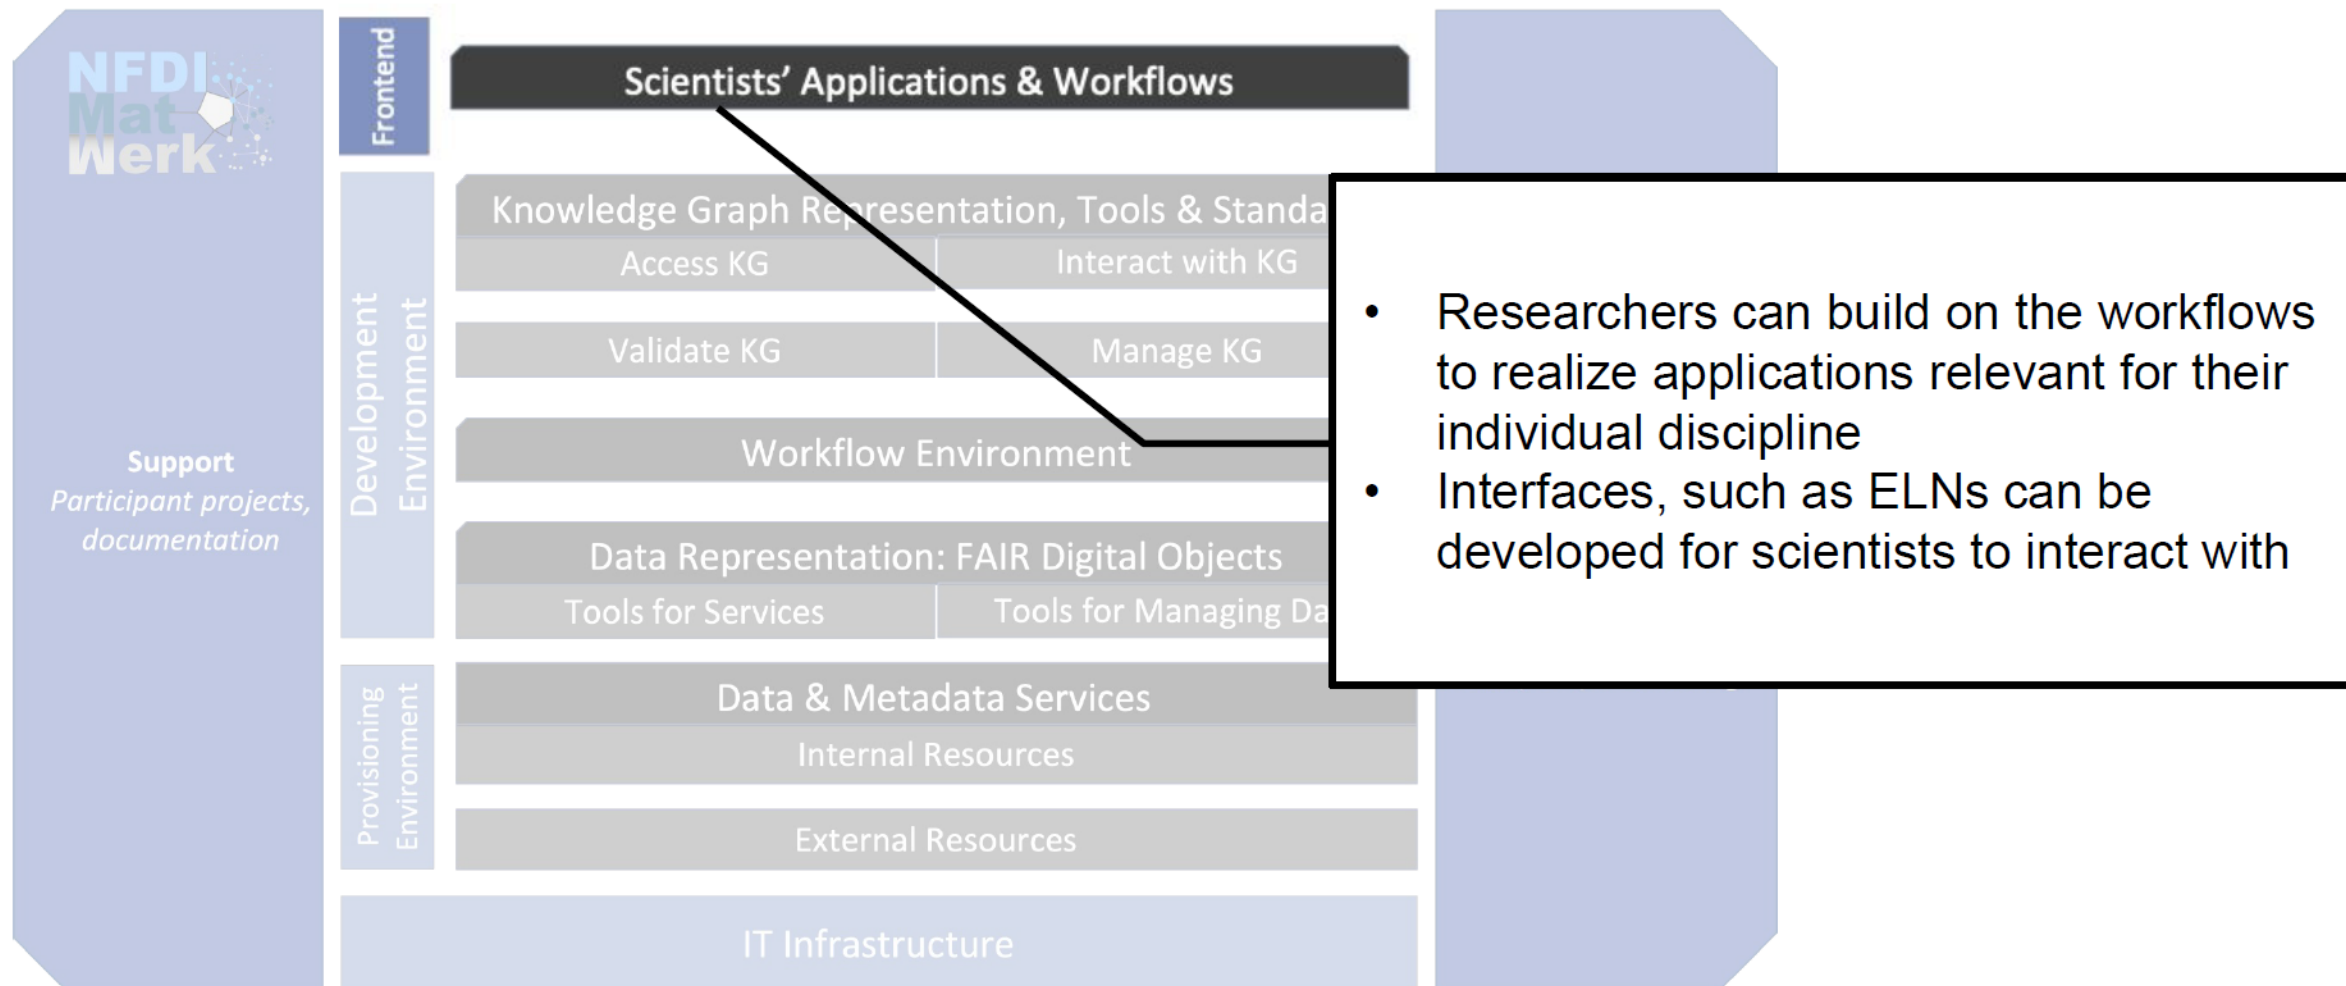 NFDI
Mat
Werk
Support
Participant projects,
documentation
Frontend
Scientists' Applications & Workflows
Development
Environment
Knowledge Graph Representation, Tools &
Access KG
Interact with KG
Validate KG
Manage KG
Workflow Environment
Data Representation: FAIR Digital Objects
Tools for Services
Tools for Managing
Provisioning
Environment
Data & Metadata Services
Internal Resources
External Resources
IT Infrastructure
• Researchers can build on the workflows
to realize applications relevant for their
individual discipline
• Interfaces, such as ELNs can be
developed for scientists to interact with